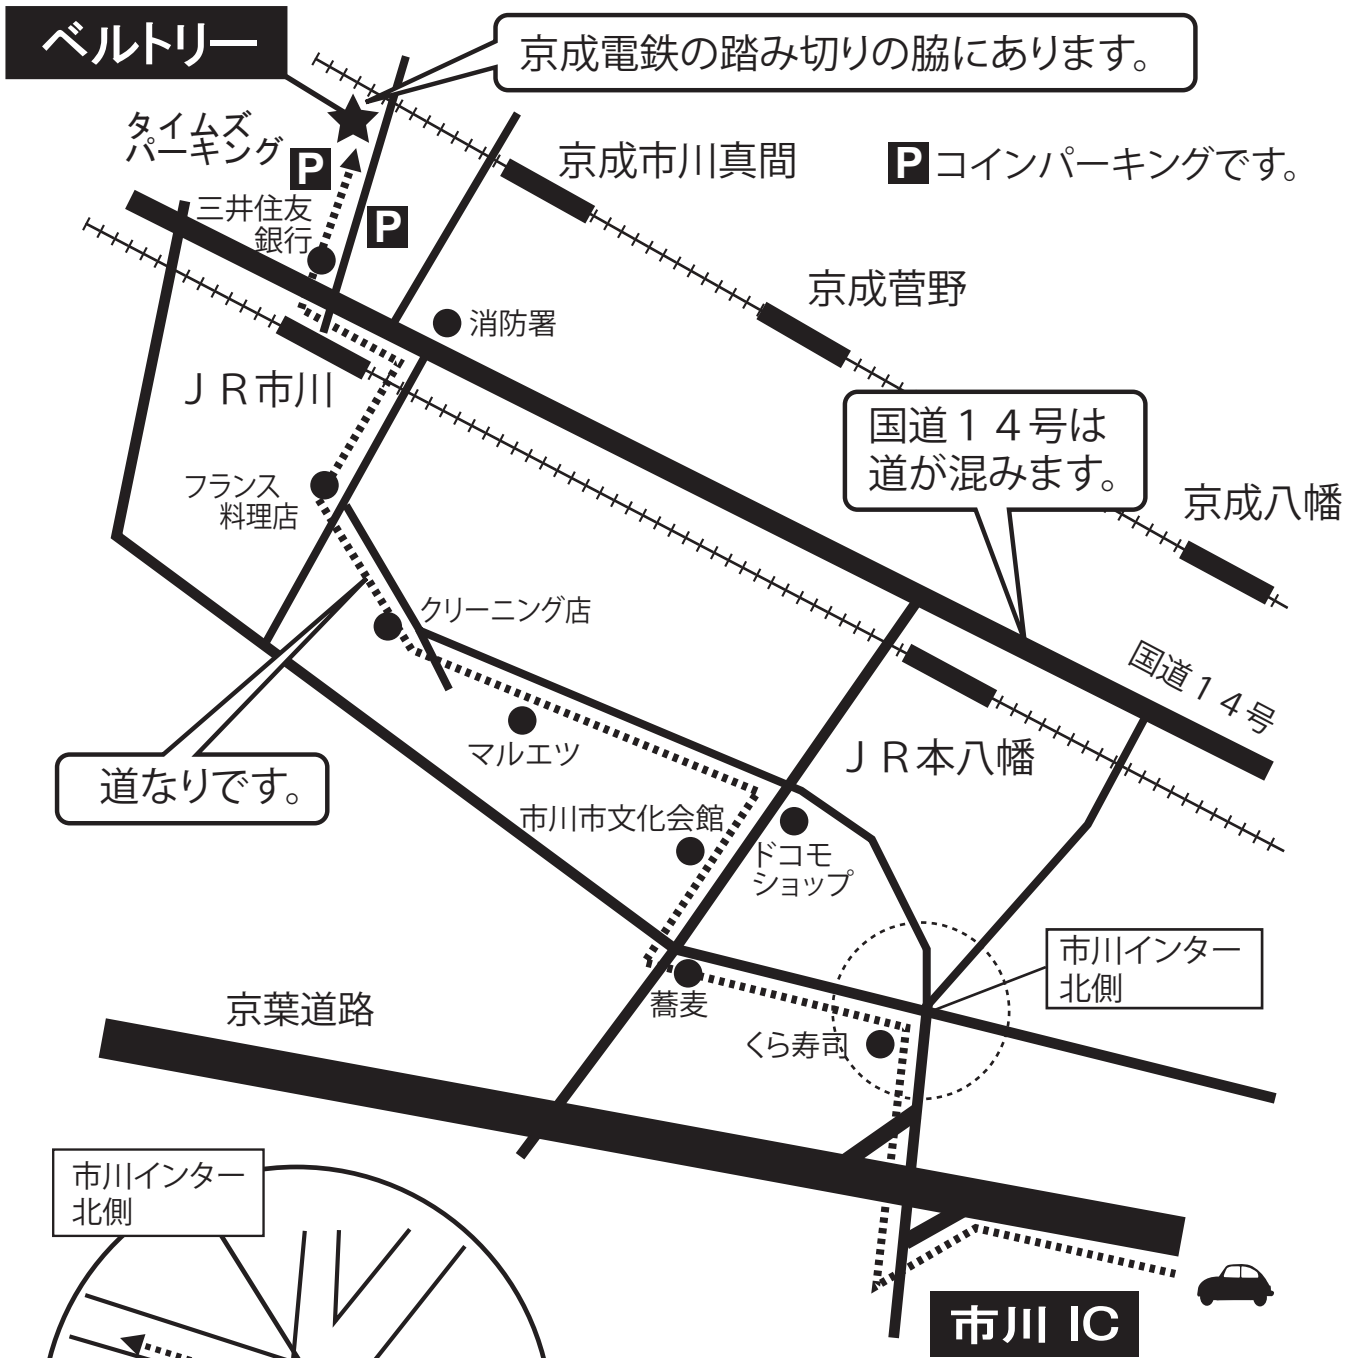 ベルトリー
京成電鉄の踏み切りの脇にあります。
タイムズ
パーキング
P
京成市川真間
P コインパーキングです。
三井住友
銀行
P
京成菅野
消防署
ＪＲ市川
国道１４号は
道が混みます。
フランス
料理店
京成八幡
クリーニング店
国道１４号
マルエツ
ＪＲ本八幡
道なりです。
市川市文化会館
ドコモ
ショップ
市川インター
北側
京葉道路
蕎麦
くら寿司
市川インター
北側
市川 IC